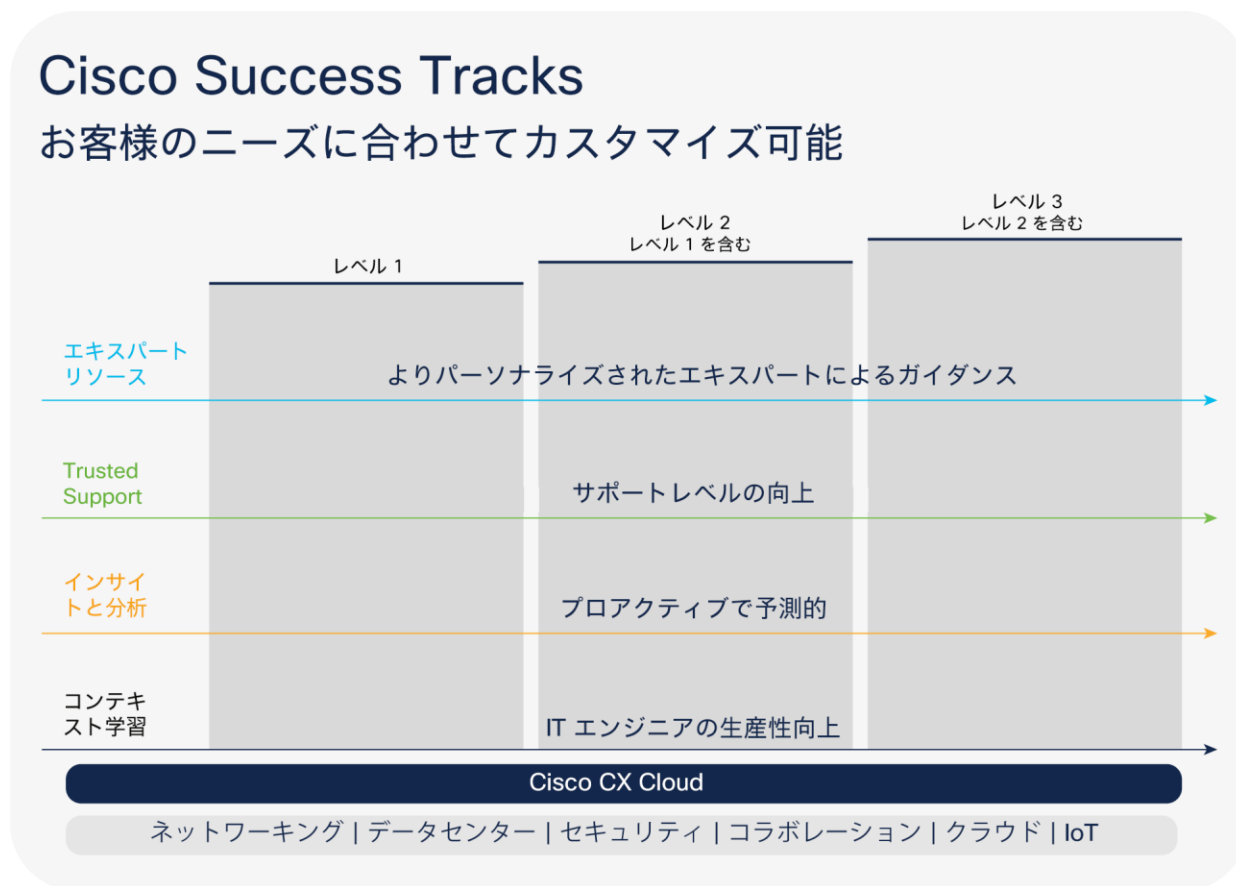 Cisco Success Tracks
お客様のニーズに合わせてカスタマイズ可能
レベル 1
レベル 2
レベル 1 を含む
レベル 3
レベル 2 を含む
エキスパート
リソース
よりパーソナライズされたエキスパートによるガイダンス
Trusted
Support
サポートレベルの向上
インサイ
トと分析
プロアクティブで予測的
コンテキ
スト学習
IT エンジニアの生産性向上
Cisco CX Cloud
ネットワーキング | データセンター | セキュリティ | コラボレーション | クラウド | IoT